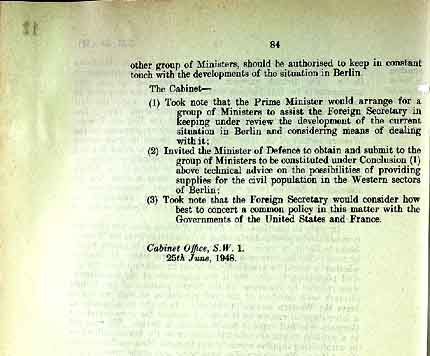 84
other group of Ministers, should be authorised to keep in constant
touch with the developments of the situation in Berlin.
The Cabinet—
(1) Took note that the Prime Minister would arrange for a
group of Ministers to assist the Foreign Secretary in
keeping under review the development of the current
situation in Berlin and considering means of dealing
with it;
(2) Invited the Minister of Defence to obtain and submit to the
group of Ministers to be constituted under Conclusion (1)
above technical advice on the possibilities of providing
supplies for the civil population in the Western sectors
of Berlin;
(3) Took note that the Foreign Secretary would consider how
best to concert a common policy in this matter with the
Governments of the United States and France.
Cabinet Office, S.W. 1.
25th June, 1948.